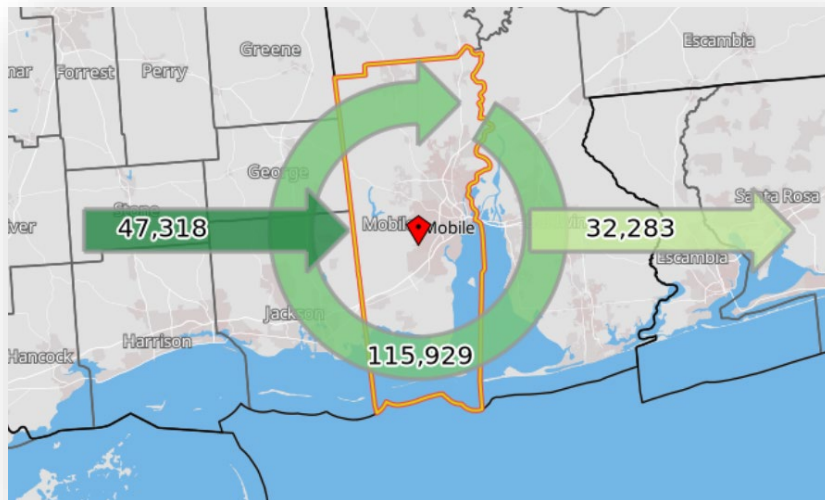 Greene
Escambia
Forrest
Perry
George
Stone
Santa Rosa
47,318
Mobile
Mobile
32,283
Escambia
Jackson
Harrison
Hancock
115,929